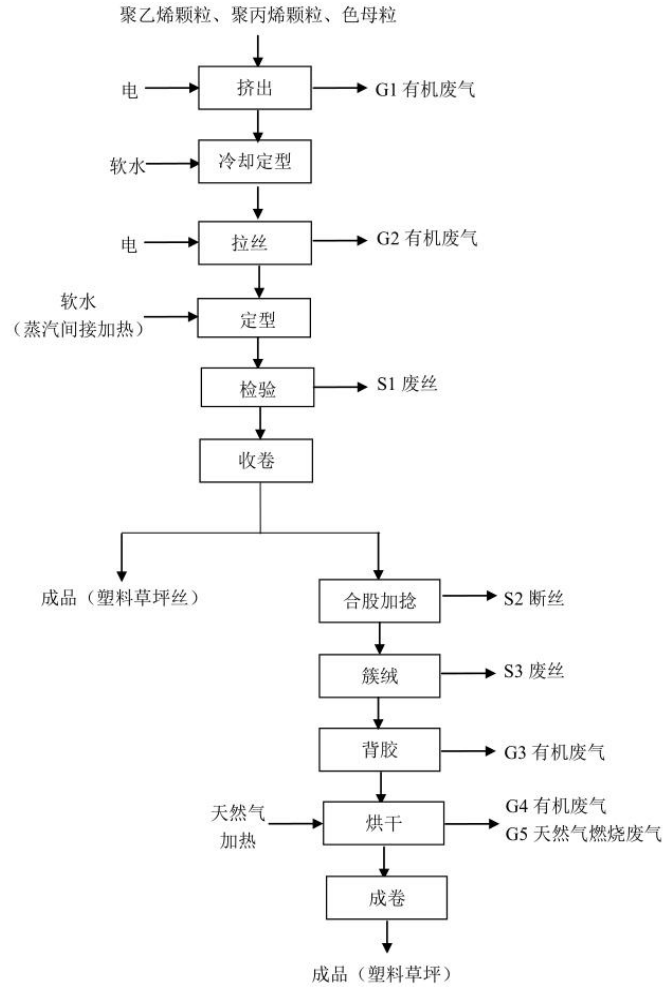 聚乙烯颗粒、聚丙烯颗粒、色母粒
电
挤出
G1 有机废气
软水
冷却定型
电
拉丝
G2 有机废气
软水
（蒸汽间接加热）
定型
检验
S1 废丝
收卷
成品（塑料草坪丝）
合股加捻
S2 断丝
簇绒
S3 废丝
背胶
G3 有机废气
天然气
加热
烘干
G4 有机废气
G5 天然气燃烧废气
成卷
成品（塑料草坪）